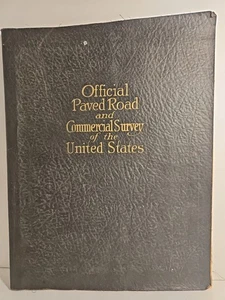 Official
Paved Road
and
Commercial Survey
of the
United States